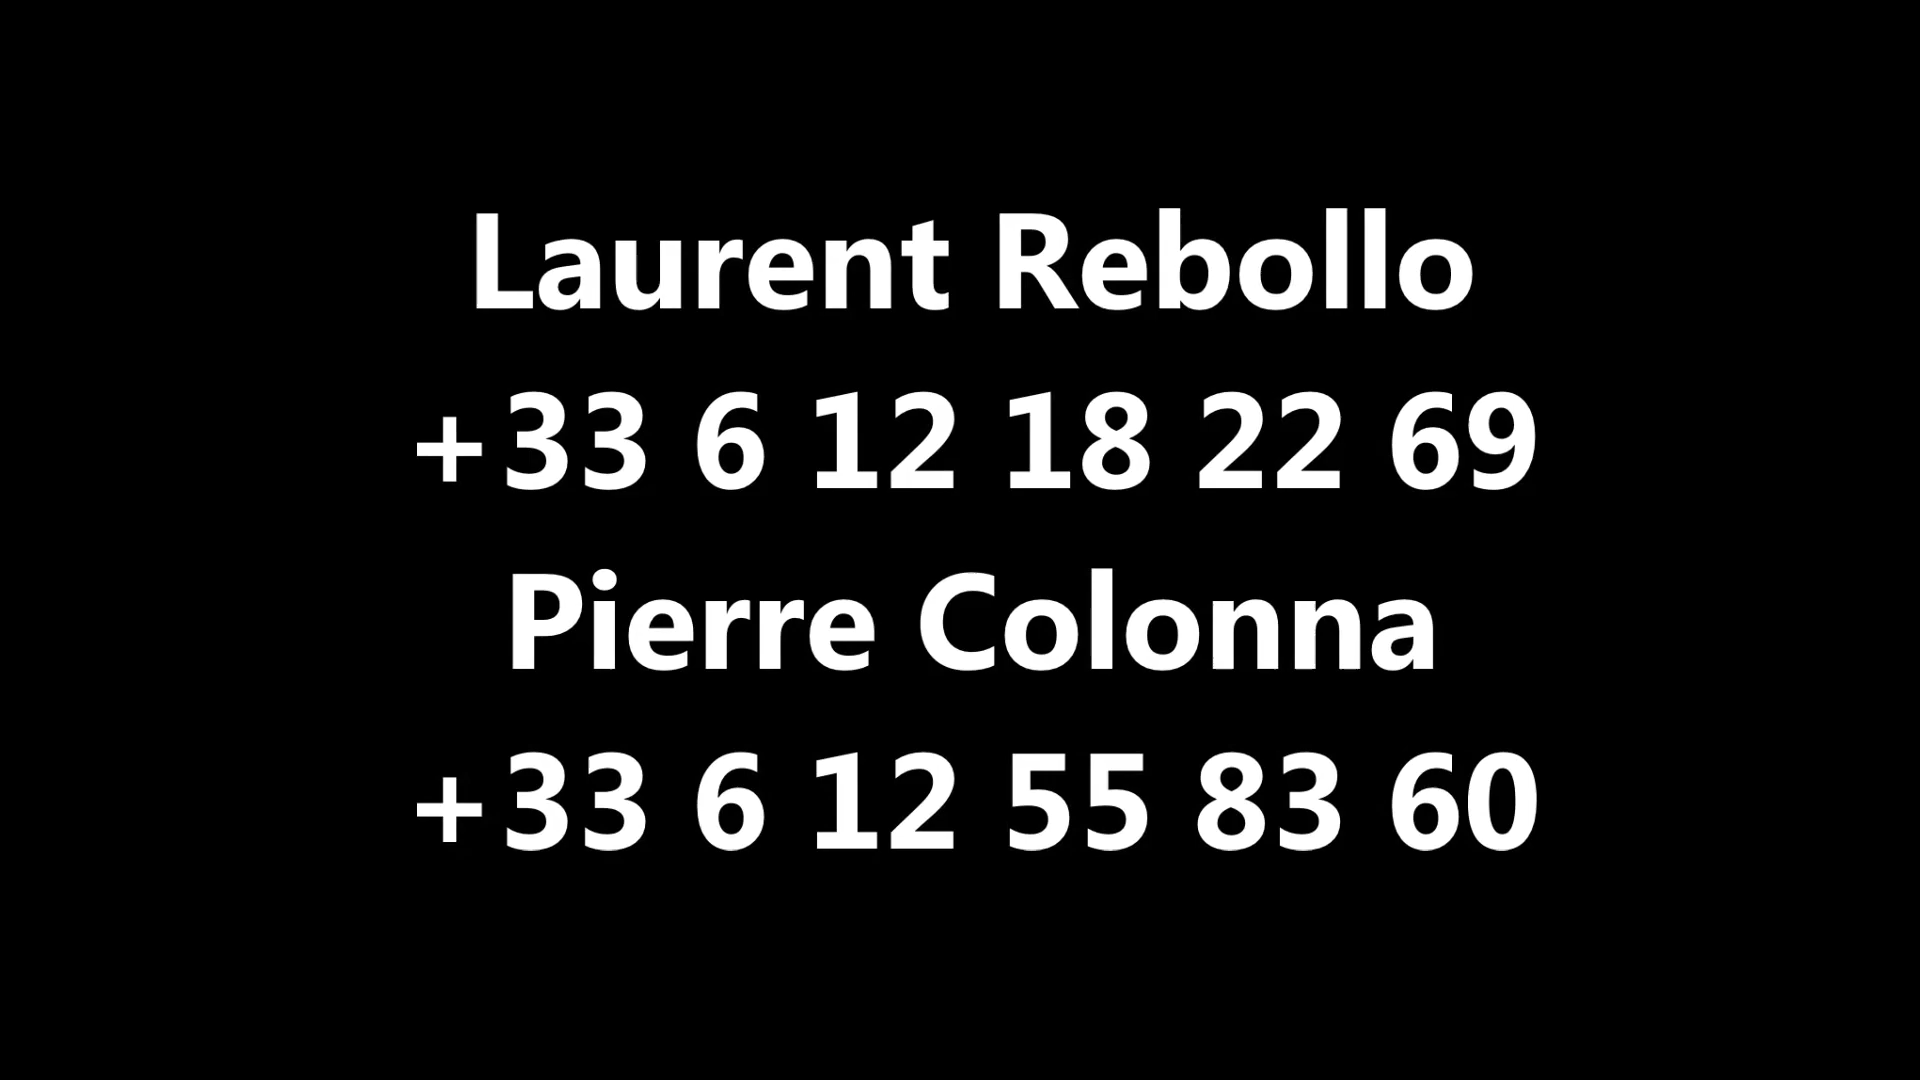 Laurent Rebollo
+33 6 12 18 22 69
Pierre Colonna
+33 6 12 55 83 60